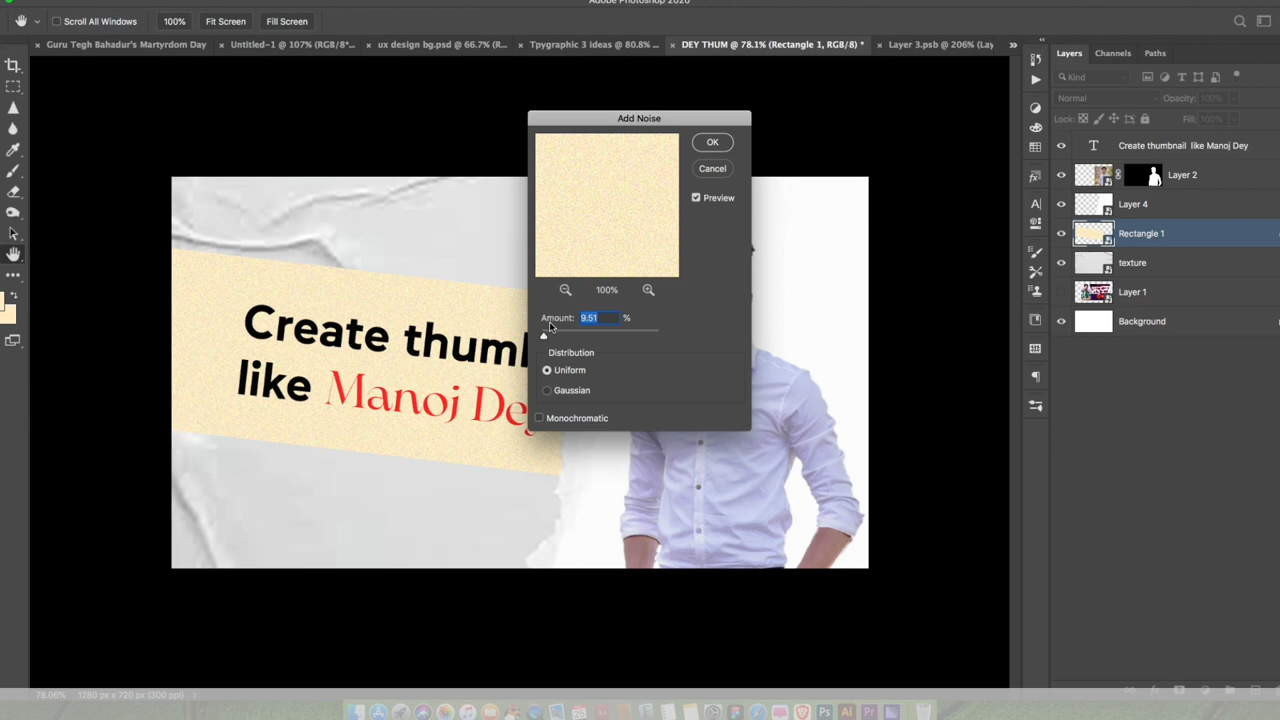 Scroll All Windows 100% Fit Screen Fill Screen
Guru Tegh Bahadur's Martyrdom Day Untitled-1 @ 107% (RGB/8*... ux design bg.psd @ 66.7% (R... Tpygraphic 3 ideas @ 80.8% ... DEY THUM @ 78.1% (Rectangle 1, RGB/8) * Layer 3.psb @ 206% (Lay
Layers Channels Paths
Kind
Normal Opacity: 100%
Lock: Fill: 100%
Create thumbnail like Manoj Dey
Layer 2
Layer 4
Rectangle 1
texture
Layer 1
Background
Add Noise
OK
Cancel
Preview
100%
Amount: 9.51 %
Distribution
Uniform
Gaussian
Monochromatic
Create thumb
like Manoj Dey
78.06% 1280 px x 720 px (300 ppi)